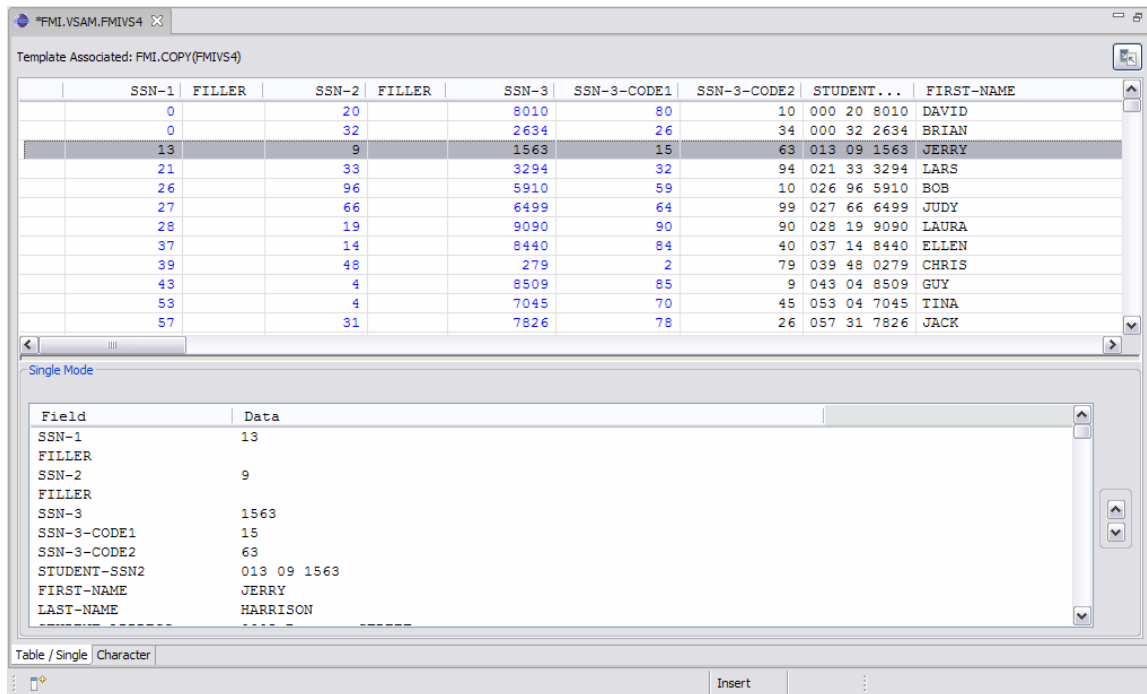 *FMI.VSAM.FMIVS4
Template Associated: FMI.COPY(FMIVS4)
SSN-1 FILLER SSN-2 FILLER SSN-3 SSN-3-CODE1 SSN-3-CODE2 STUDENT... FIRST-NAME
0 20 8010 80 10 000 20 8010 DAVID
0 32 2634 26 34 000 32 2634 BRIAN
13 9 1563 15 63 013 09 1563 JERRY
21 33 3294 32 94 021 33 3294 LARS
26 96 5910 59 10 026 96 5910 BOB
27 66 6499 64 99 027 66 6499 JUDY
28 19 9090 90 90 028 19 9090 LAURA
37 14 8440 84 40 037 14 8440 ELLEN
39 48 279 2 79 039 48 0279 CHRIS
43 4 8509 85 9 043 04 8509 GUY
53 4 7045 70 45 053 04 7045 TINA
57 31 7826 78 26 057 31 7826 JACK
Single Mode
Field Data
SSN-1 13
FILLER
SSN-2 9
FILLER
SSN-3 1563
SSN-3-CODE1 15
SSN-3-CODE2 63
STUDENT-SSN2 013 09 1563
FIRST-NAME JERRY
LAST-NAME HARRISON
Table / Single Character
Insert